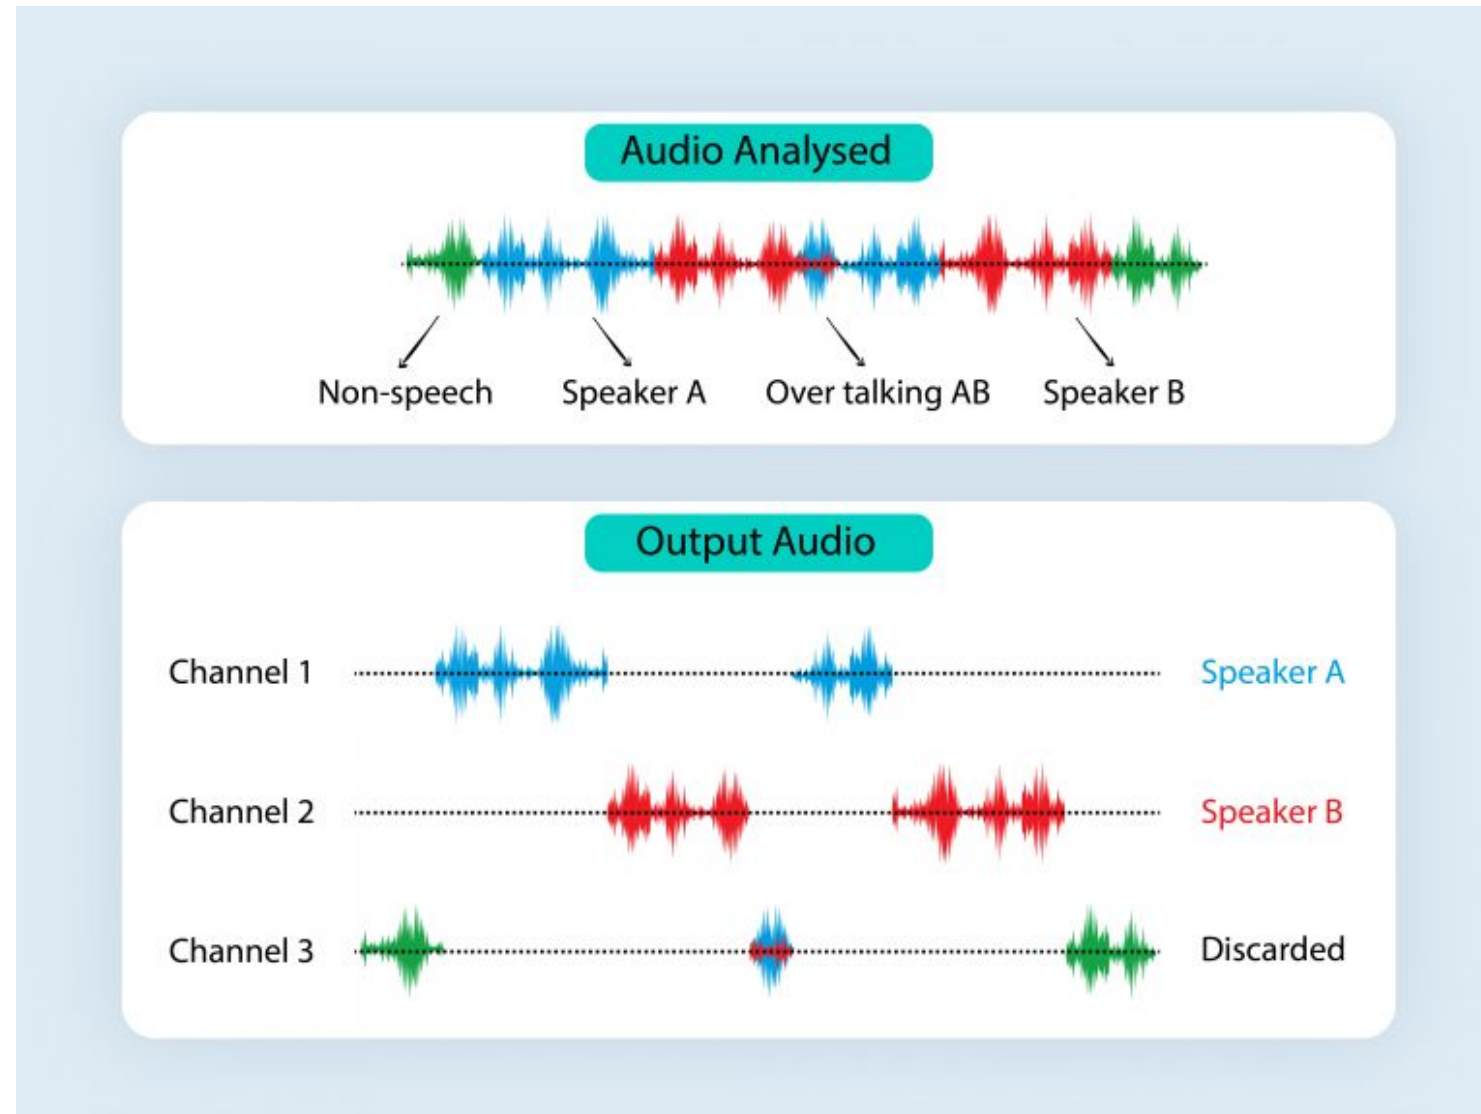 Audio Analysed
Non-speech
Speaker A
Over talking AB
Speaker B
Output Audio
Channel 1
Speaker A
Channel 2
Speaker B
Channel 3
Discarded